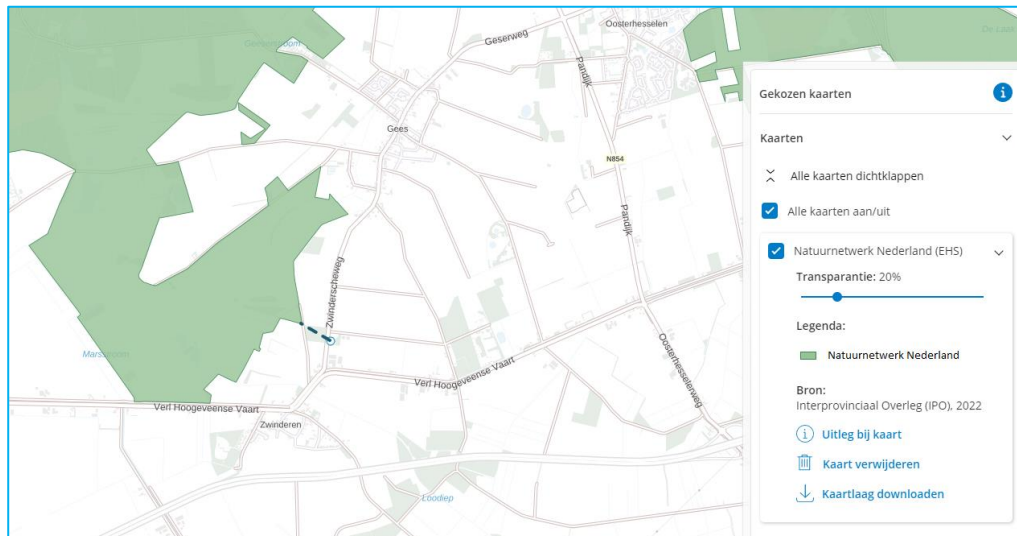 Oosterhesselen
Geserweg
Pandijk
Gees
N854
Pandijk
Zwinderscheweg
Verl Hoogeveense Vaart
Oosterhesselerweg
Verl Hoogeveense Vaart
Zwinderen
Loodiep
Gekozen kaarten
Kaarten
Alle kaarten dichtklappen
Alle kaarten aan/uit
Natuurnetwerk Nederland (EHS)
Transparantie: 20%
Legenda:
Natuurnetwerk Nederland
Bron:
Interprovinciaal Overleg (IPO), 2022
Uitleg bij kaart
Kaart verwijderen
Kaartlaag downloaden